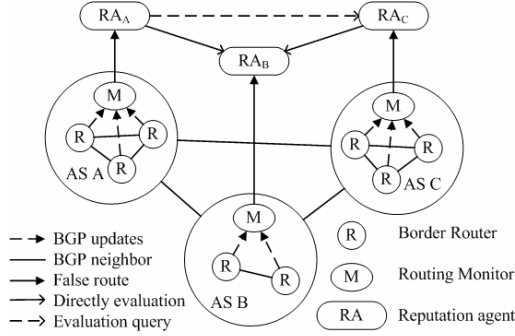 RA_A
RA_C
RA_B
M
R
R
R
AS A
M
R
R
R
AS C
M
R
R
AS B
BGP updates
BGP neighbor
False route
Directly evaluation
Evaluation query
R Border Router
M Routing Monitor
RA Reputation agent